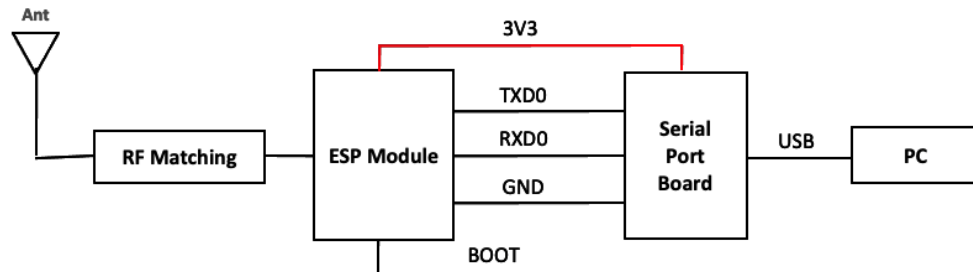 Ant
3V3
TXD0
RF Matching
ESP Module
RXD0
Serial
Port
Board
USB
PC
GND
BOOT